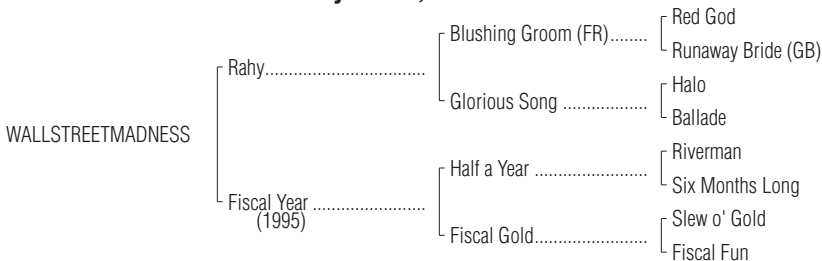 Red God
Blushing Groom (FR)........
Runaway Bride (GB)
Rahy.................................
Halo
Glorious Song ..................
Ballade
WALLSTREETMADNESS
Riverman
Half a Year ........................
Six Months Long
Fiscal Year ........................
(1995)
Slew o' Gold
Fiscal Gold........................
Fiscal Fun